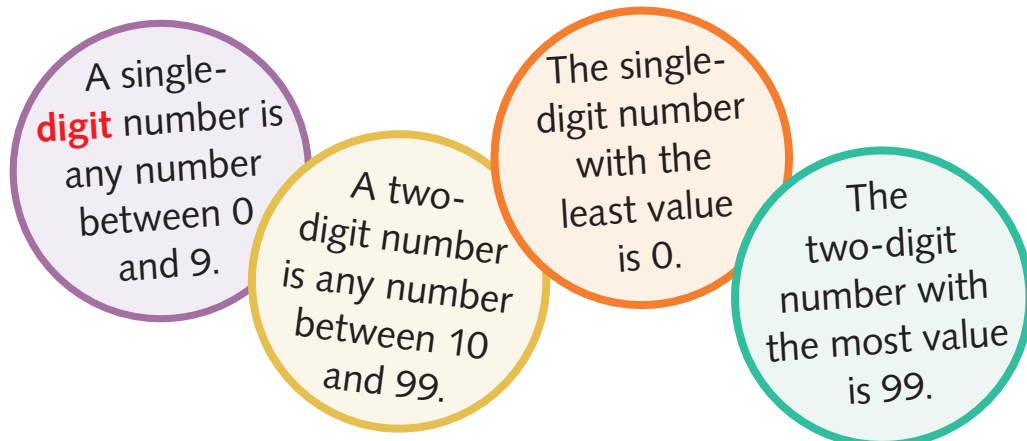 A single-
digit number is
any number
between 0
and 9.
A two-
digit number
is any number
between 10
and 99.
The single-
digit number
with the
least value
is 0.
The
two-digit
number with
the most value
is 99.